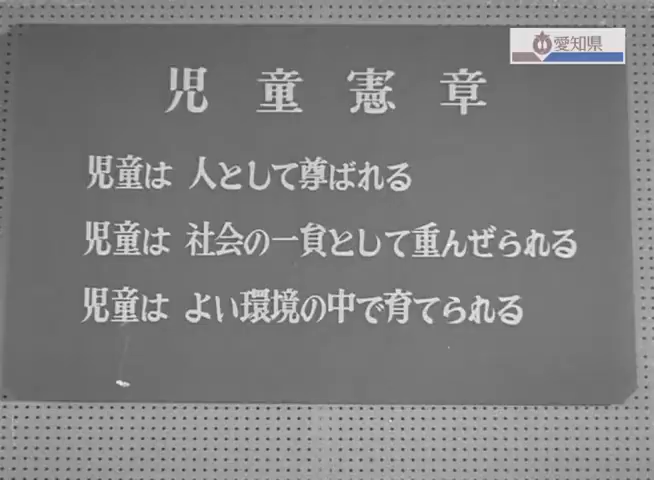 愛知県
児童憲章
児童は 人として尊ばれる
児童は 社会の一員として重んぜられる
児童は よい環境の中で育てられる